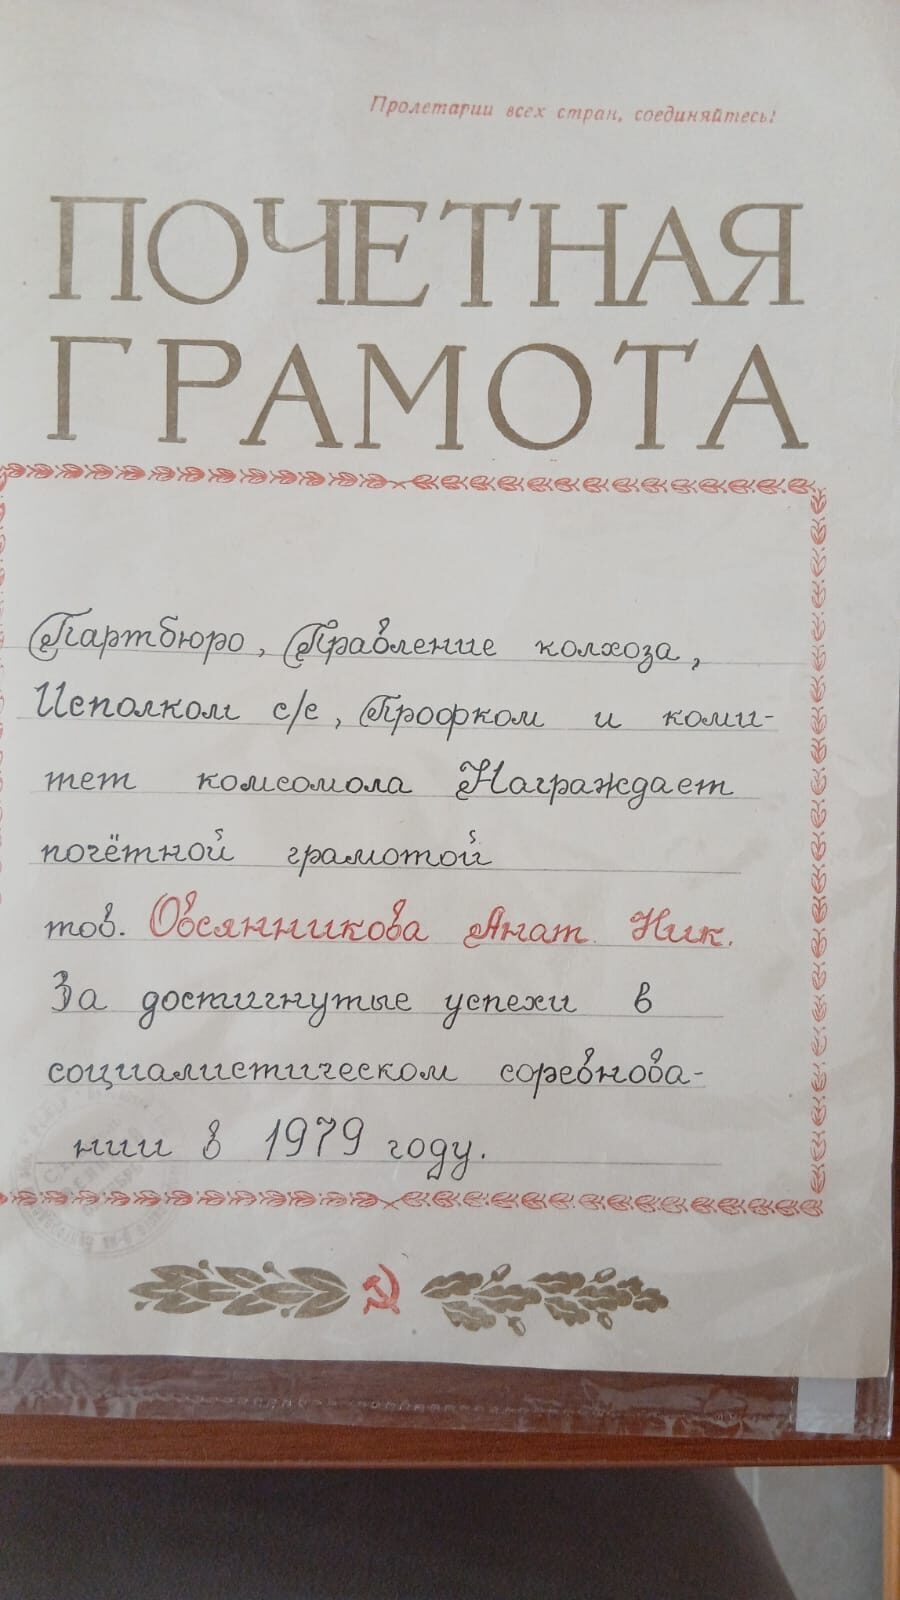 Пролетарии всех стран, соединяйтесь!
ПОЧЕТНАЯ
ГРАМОТА
Партбюро, Правление колхоза,
Исполком с/с, Профком и коми-
тет комсомола Награждает
почётной грамотой
тов. Овсянникова Анат. Ник.
За достигнутые успехи в
социалистическом соревнова-
нии в 1979 году.